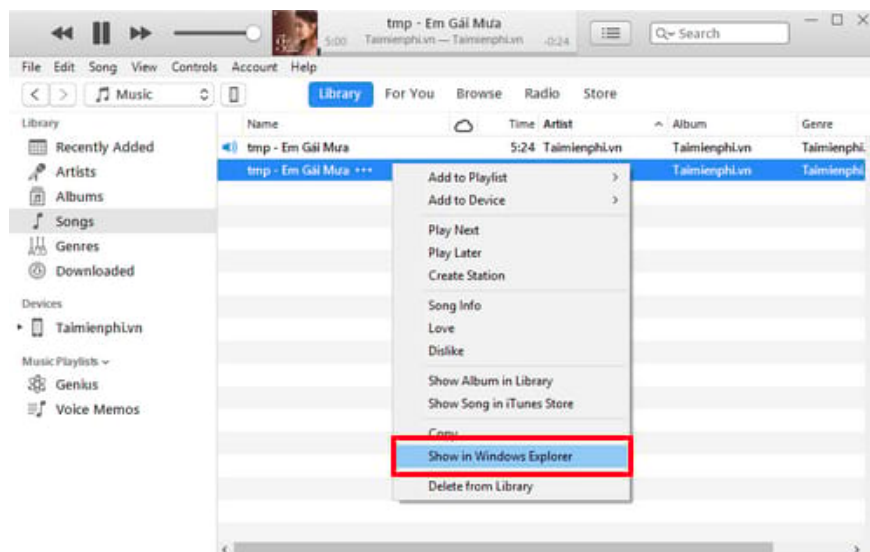 tmp - Em Gái Mưa
5:00 Taimienphi.vn — Taimienphi.vn -0:24
Search
File Edit Song View Controls Account Help
Music Library For You Browse Radio Store
Library Name Time Artist Album Genre
Recently Added tmp - Em Gái Mưa 5:24 Taimienphi.vn Taimienphi.vn Taimienphi.
Artists tmp - Em Gái Mưa ••• Taimienphi.vn Taimienphi
Albums
Songs
Genres
Downloaded
Devices
Taimienphi.vn
Music Playlists
Genius
Voice Memos
Add to Playlist
Add to Device
Play Next
Play Later
Create Station
Song Info
Love
Dislike
Show Album in Library
Show Song in iTunes Store
Copy
Show in Windows Explorer
Delete from Library